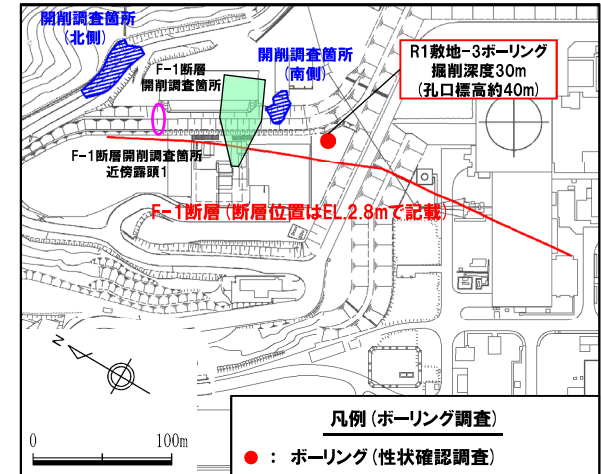 開削調査箇所
(北側)
F-1断層
開削調査箇所
開削調査箇所
(南側)
R1敷地-3ボーリング
掘削深度30m
(孔口標高約40m)
F-1断層開削調査箇所
近傍露頭1
F-1断層(断層位置はEL.2.8mで記載)
N
0 100m
凡例(ボーリング調査)
● : ボーリング(性状確認調査)